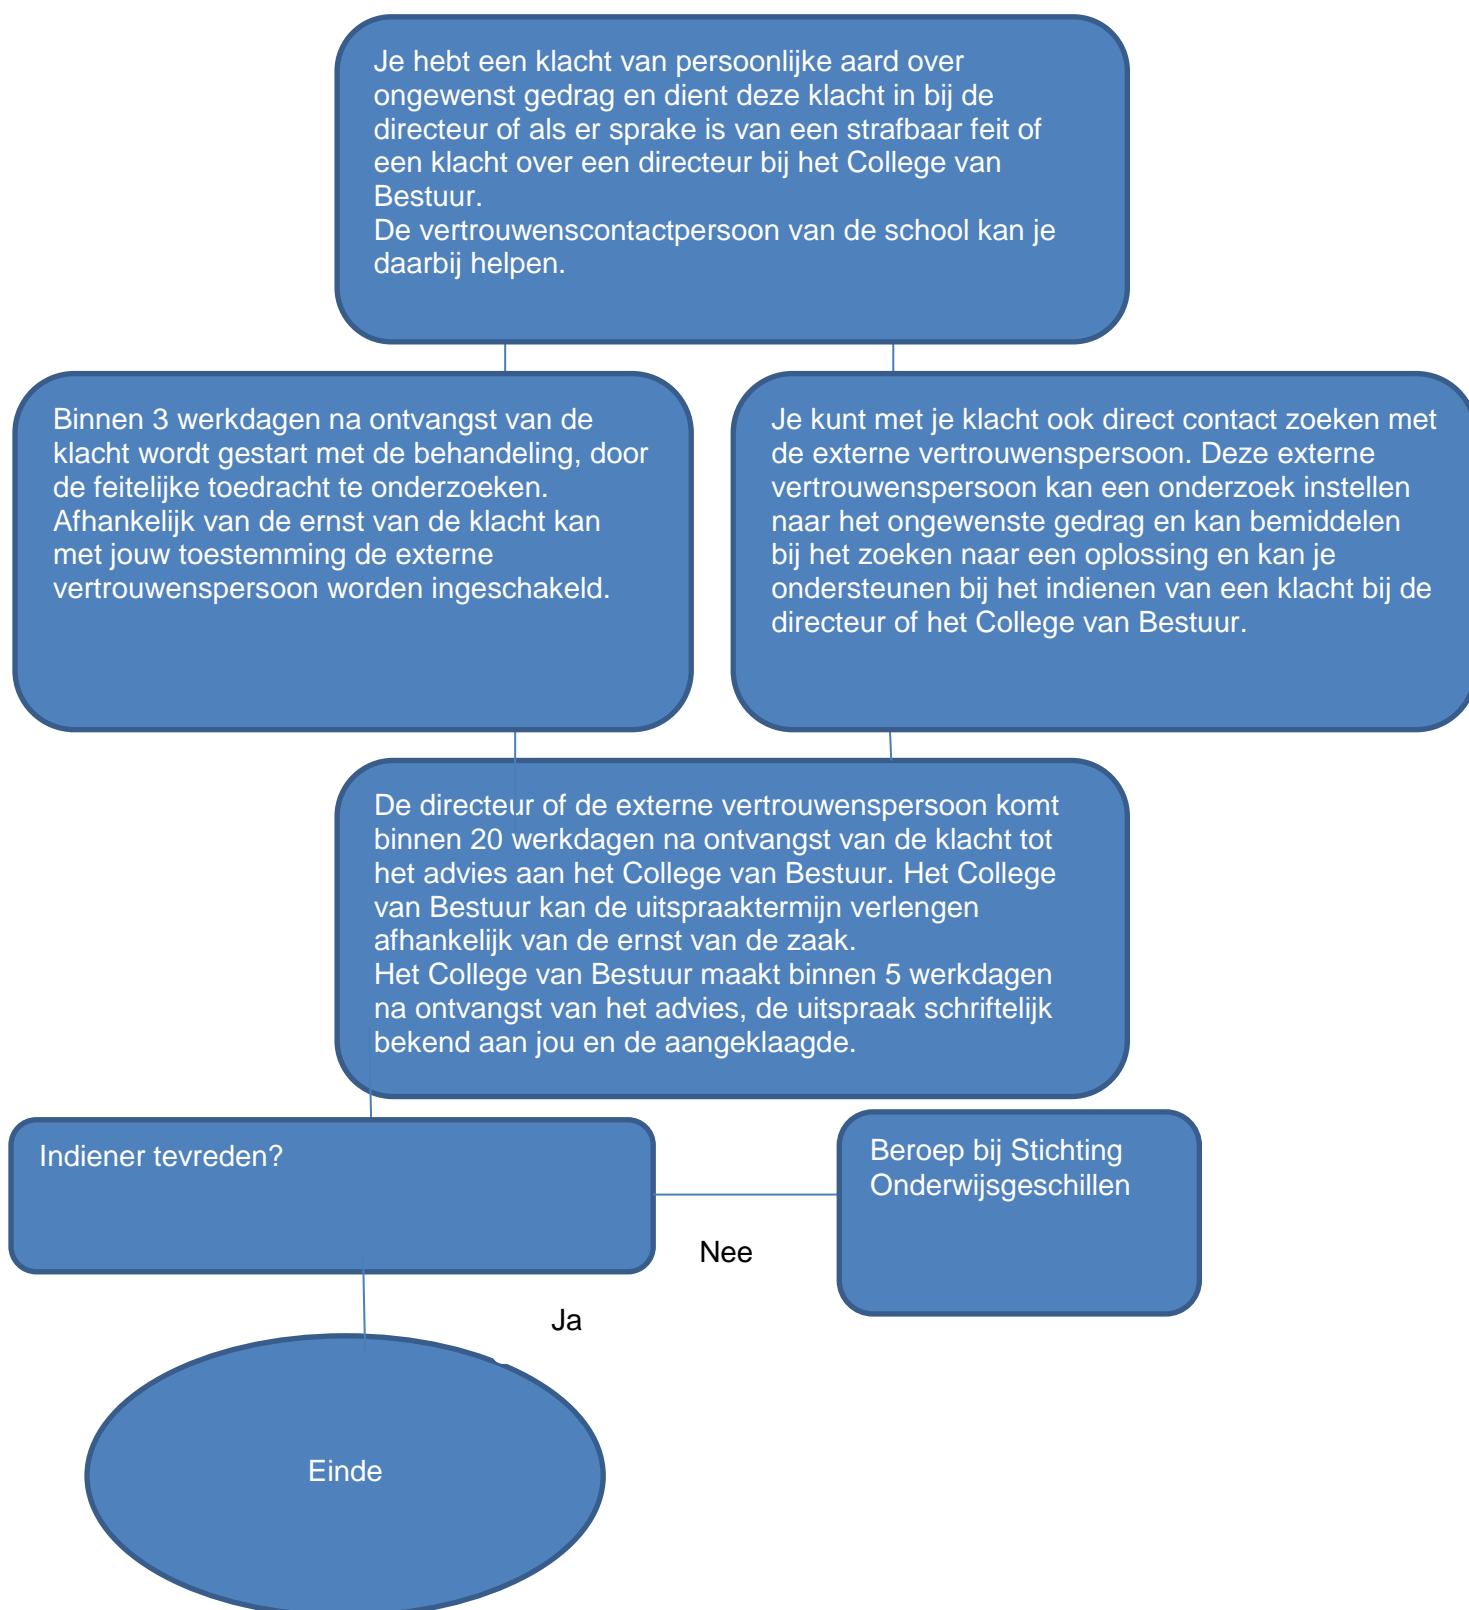 Je hebt een klacht van persoonlijke aard over
ongewenst gedrag en dient deze klacht in bij de
directeur of als er sprake is van een strafbaar feit of
een klacht over een directeur bij het College van
Bestuur.
De vertrouwenscontactpersoon van de school kan je
daarbij helpen.
Binnen 3 werkdagen na ontvangst van de
klacht wordt gestart met de behandeling, door
de feitelijke toedracht te onderzoeken.
Afhankelijk van de ernst van de klacht kan
met jouw toestemming de externe
vertrouwenspersoon worden ingeschakeld.
Je kunt met je klacht ook direct contact zoeken met
de externe vertrouwenspersoon. Deze externe
vertrouwenspersoon kan een onderzoek instellen
naar het ongewenste gedrag en kan bemiddelen
bij het zoeken naar een oplossing en kan je
ondersteunen bij het indienen van een klacht bij de
directeur of het College van Bestuur.
De directeur of de externe vertrouwenspersoon komt
binnen 20 werkdagen na ontvangst van de klacht tot
het advies aan het College van Bestuur. Het College
van Bestuur kan de uitspraaktermijn verlengen
afhankelijk van de ernst van de zaak.
Het College van Bestuur maakt binnen 5 werkdagen
na ontvangst van het advies, de uitspraak schriftelijk
bekend aan jou en de aangeklaagde.
Indiener tevreden?
Beroep bij Stichting
Onderwijsgeschillen
Nee
Ja
Einde